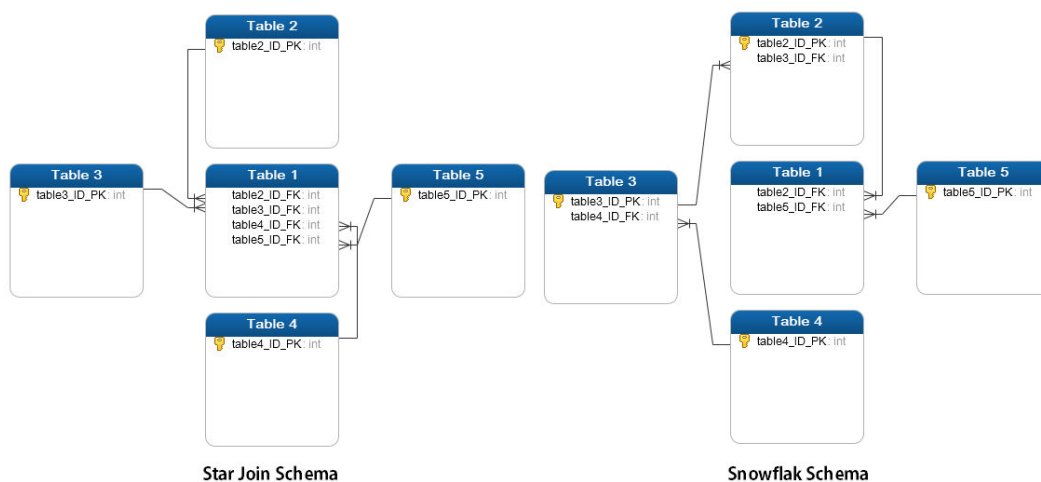 Table 2
table2_ID_PK: int
Table 3
table3_ID_PK: int
Table 1
table2_ID_FK: int
table3_ID_FK: int
table4_ID_FK: int
table5_ID_FK: int
Table 5
table5_ID_PK: int
Table 4
table4_ID_PK: int
Star Join Schema
Table 2
table2_ID_PK: int
table3_ID_FK: int
Table 3
table3_ID_PK: int
table4_ID_FK: int
Table 1
table2_ID_FK: int
table5_ID_FK: int
Table 5
table5_ID_PK: int
Table 4
table4_ID_PK: int
Snowflak Schema